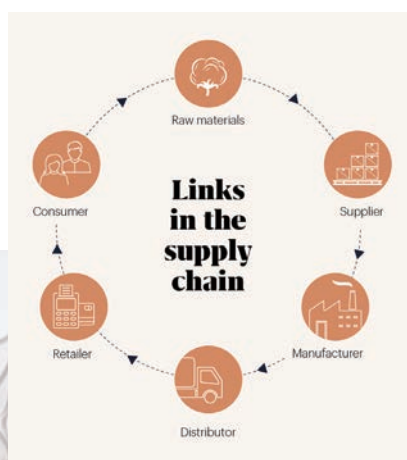 Raw materials
Consumer
Supplier
Links
in the
supply
chain
Retailer
Manufacturer
Distributor